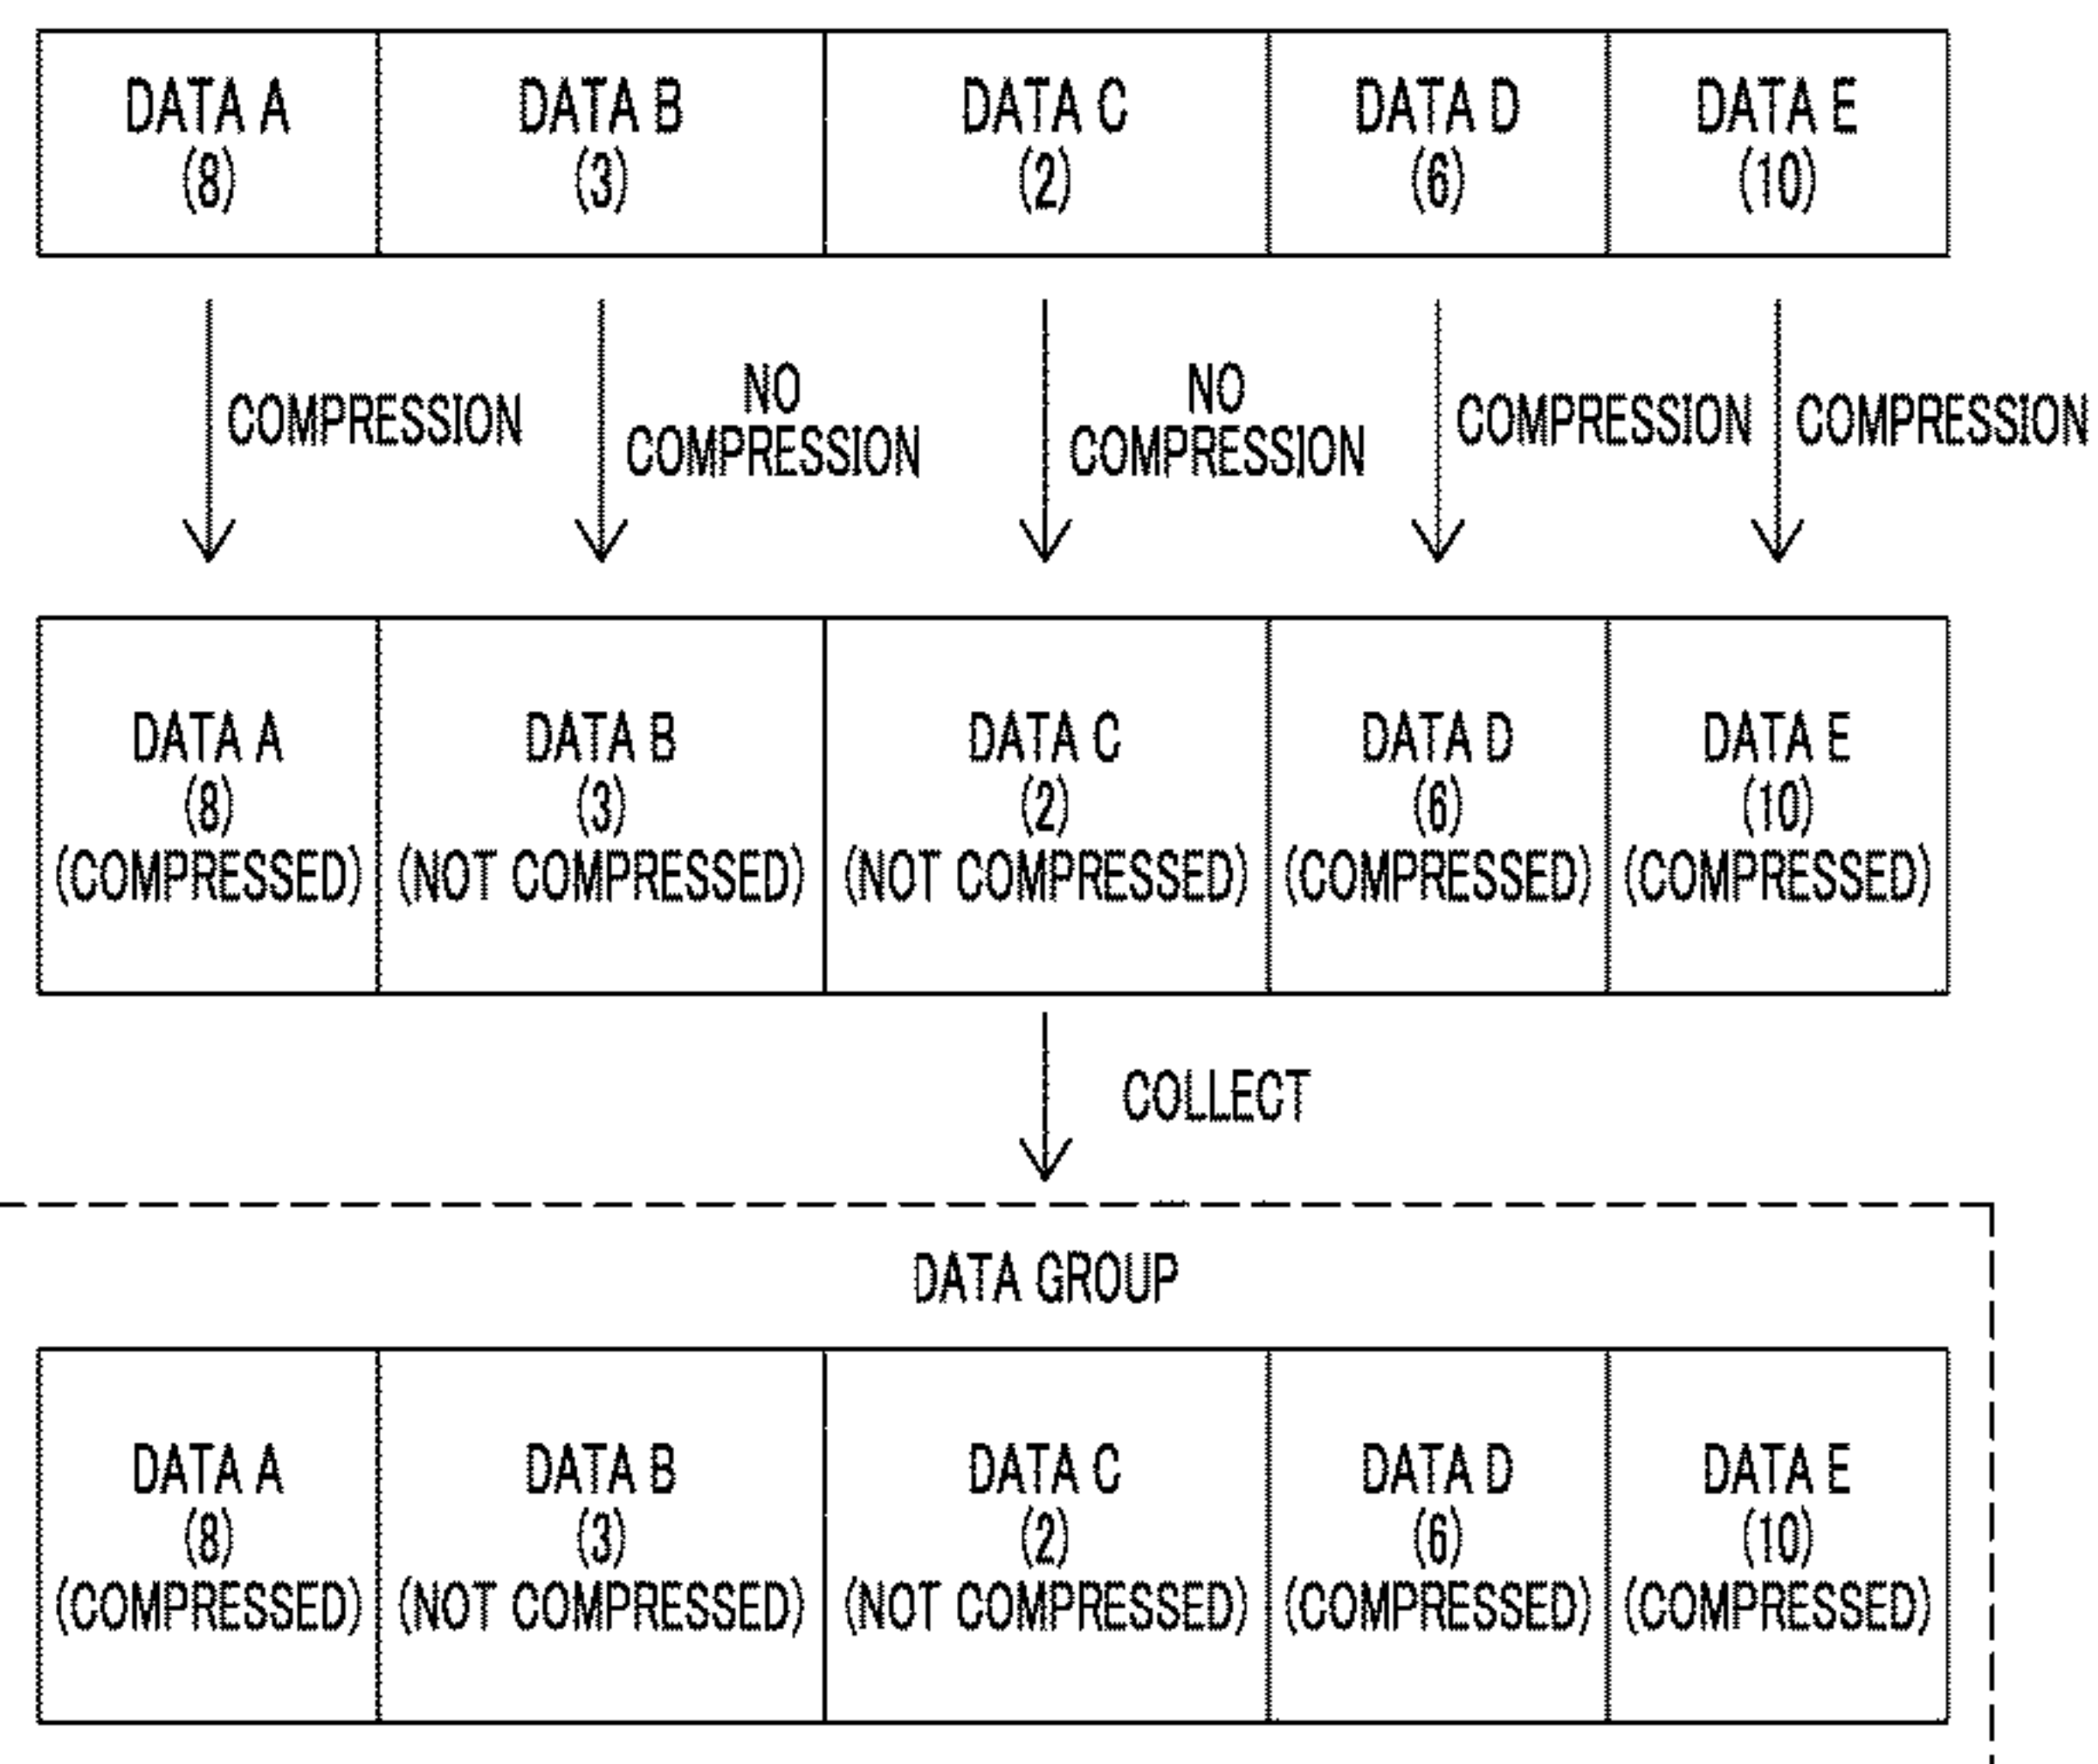 DATA A
(8)
DATA B
(3)
DATA C
(2)
DATA D
(6)
DATA E
(10)
COMPRESSION
NO
COMPRESSION
NO
COMPRESSION
COMPRESSION
COMPRESSION
DATA A
(8)
(COMPRESSED)
DATA B
(3)
(NOT COMPRESSED)
DATA C
(2)
(NOT COMPRESSED)
DATA D
(6)
(COMPRESSED)
DATA E
(10)
(COMPRESSED)
COLLECT
DATA GROUP
DATA A
(8)
(COMPRESSED)
DATA B
(3)
(NOT COMPRESSED)
DATA C
(2)
(NOT COMPRESSED)
DATA D
(6)
(COMPRESSED)
DATA E
(10)
(COMPRESSED)